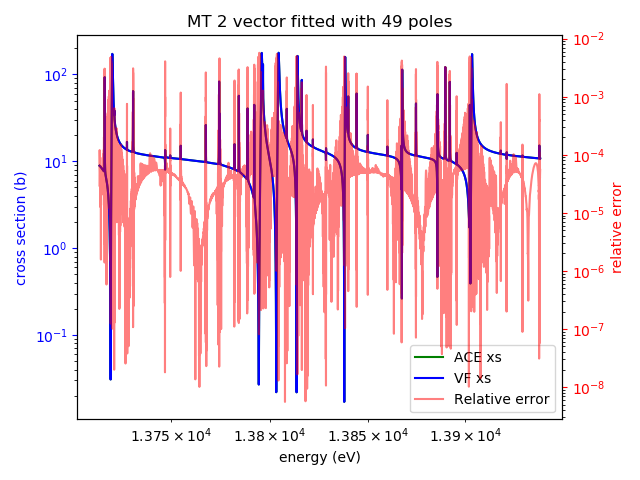 MT 2 vector fitted with 49 poles
cross section (b)
10²
10¹
10⁰
10⁻¹
10⁻²
10⁻³
10⁻⁴
10⁻⁵
10⁻⁶
10⁻⁷
10⁻⁸
relative error
ACE xs
VF xs
Relative error
1.375 × 10⁴ 1.38 × 10⁴ 1.385 × 10⁴ 1.39 × 10⁴
energy (eV)